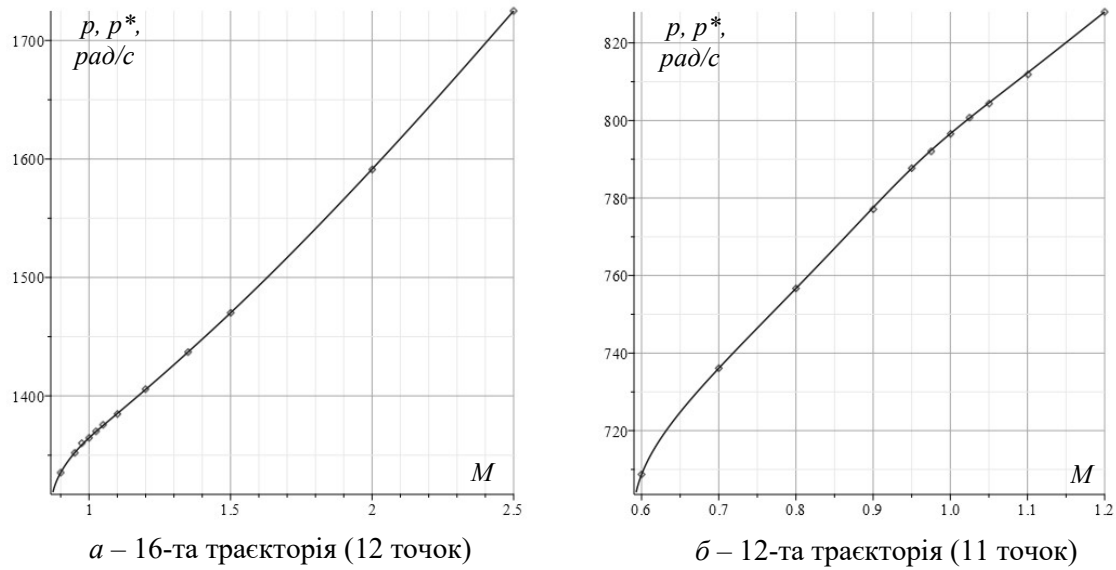 p, p*,
рад/с
1700
1600
1500
1400
M
1
1.5
2
2.5
а – 16-та траєкторія (12 точок)
p, p*,
рад/с
820
800
780
760
740
720
M
0.6
0.7
0.8
0.9
1.0
1.1
1.2
б – 12-та траєкторія (11 точок)